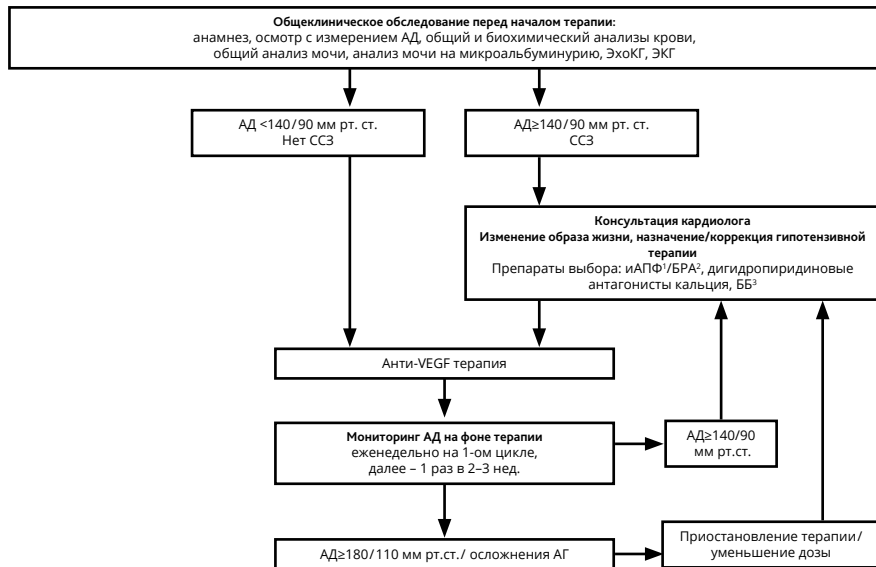 Общеклиническое обследование перед началом терапии:
анамнез, осмотр с измерением АД, общий и биохимический анализы крови,
общий анализ мочи, анализ мочи на микроальбуминурию, ЭхоКГ, ЭКГ
АД <140/90 мм рт. ст.
Нет ССЗ
АД≥140/90 мм рт. ст.
ССЗ
Консультация кардиолога
Изменение образа жизни, назначение/коррекция гипотензивной
терапии
Препараты выбора: иАПФ¹/БРА², дигидропиридиновые
антагонисты кальция, ББ³
Анти-VEGF терапия
Мониторинг АД на фоне терапии
еженедельно на 1-ом цикле,
далее – 1 раз в 2–3 нед.
АД≥140/90
мм рт.ст.
АД≥180/110 мм рт.ст./ осложнения АГ
Приостановление терапии/
уменьшение дозы